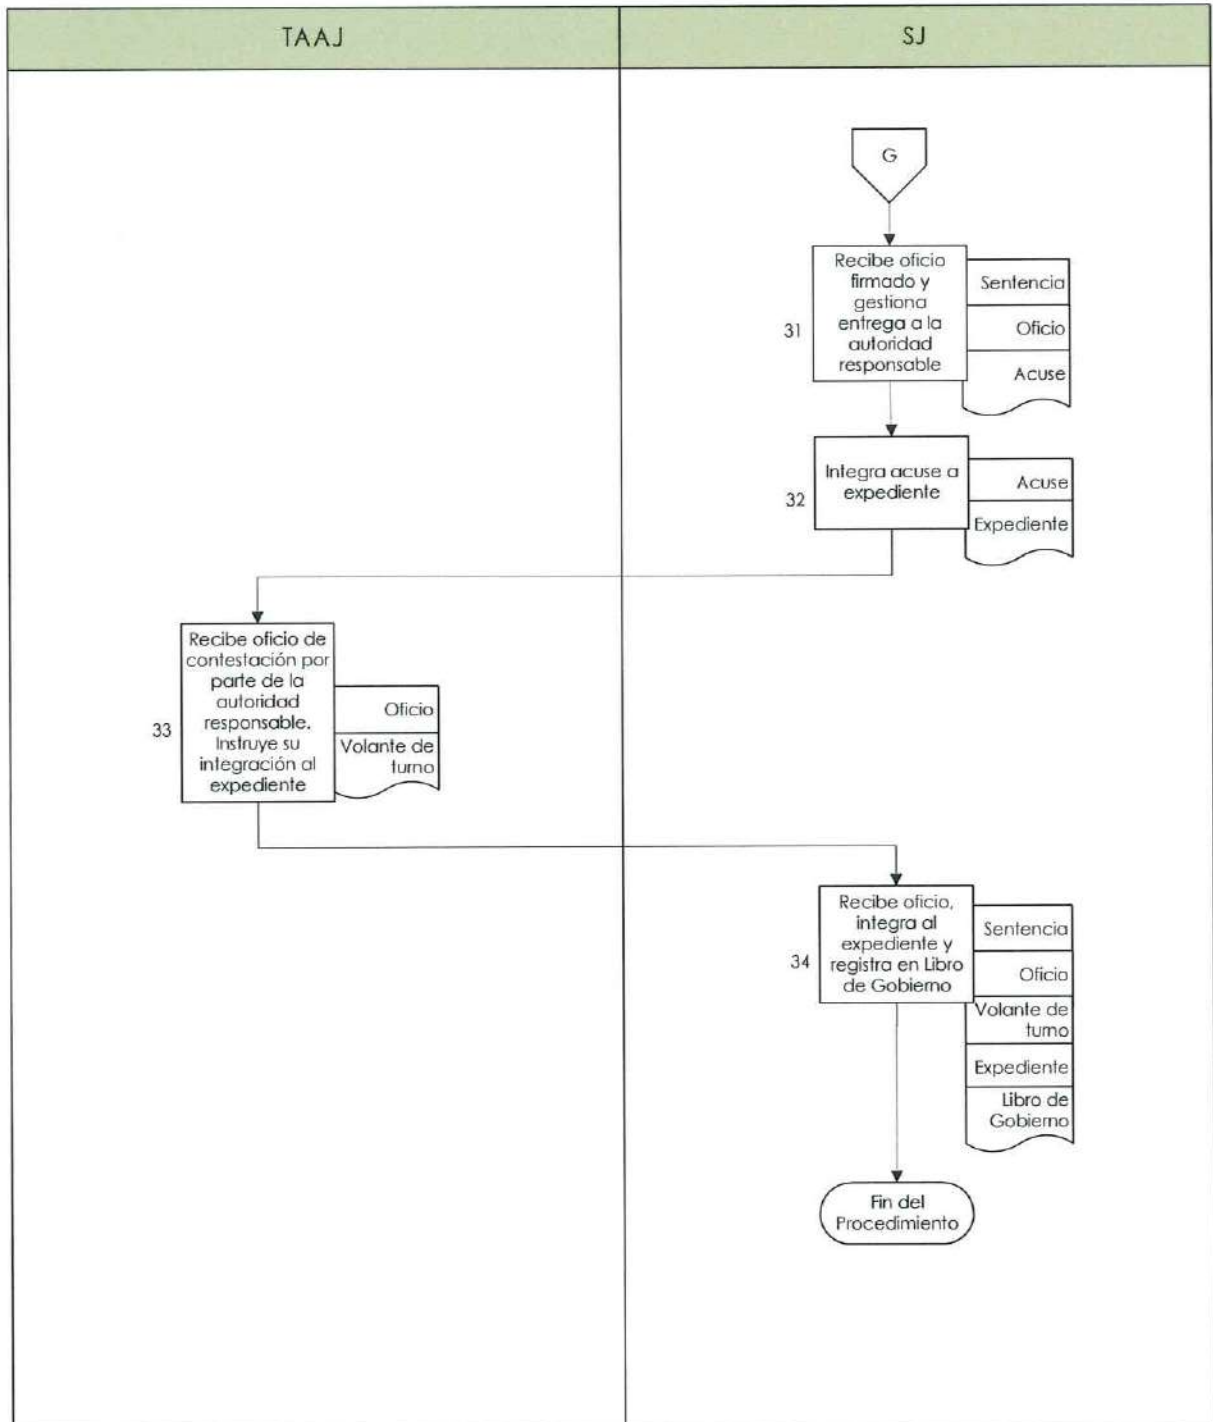 TAAJ
SJ
G
31
Recibe oficio
firmado y
gestiona
entrega a la
autoridad
responsable
Sentencia
Oficio
Acuse
32
Integra acuse a
expediente
Acuse
Expediente
33
Recibe oficio de
contestación por
parte de la
autoridad
responsable.
Instruye su
integración al
expediente
Oficio
Volante de
turno
34
Recibe oficio,
integra al
expediente y
registra en Libro
de Gobierno
Sentencia
Oficio
Volante de
turno
Expediente
Libro de
Gobierno
Fin del
Procedimiento